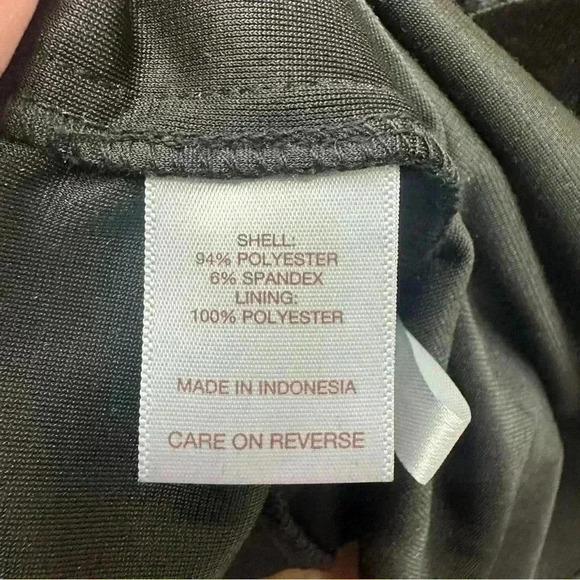 SHELL:
94% POLYESTER
6% SPANDEX
LINING:
100% POLYESTER
MADE IN INDONESIA
CARE ON REVERSE